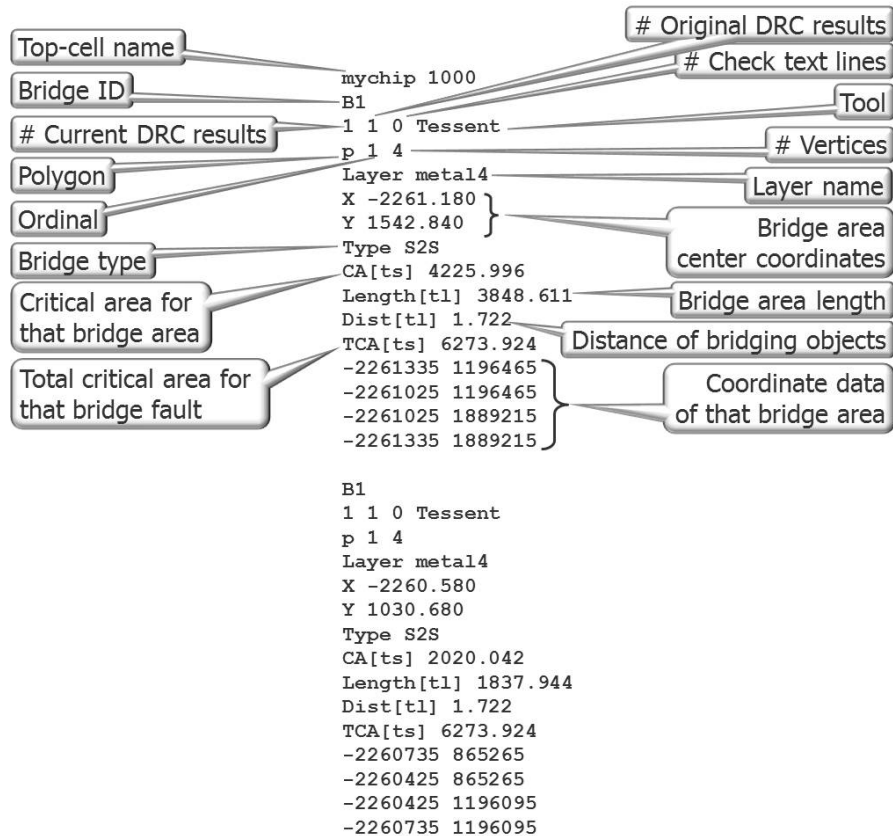 Top-cell name
Bridge ID
# Current DRC results
Polygon
Ordinal
Bridge type
Critical area for
that bridge area
Total critical area for
that bridge fault
mychip 1000
B1
1 1 0 Tessent
p 1 4
Layer metal4
X -2261.180
Y 1542.840
Type S2S
CA[ts] 4225.996
Length[tl] 3848.611
Dist[tl] 1.722
TCA[ts] 6273.924
-2261335 1196465
-2261025 1196465
-2261025 1889215
-2261335 1889215
# Original DRC results
# Check text lines
Tool
# Vertices
Layer name
Bridge area
center coordinates
Bridge area length
Distance of bridging objects
Coordinate data
of that bridge area
B1
1 1 0 Tessent
p 1 4
Layer metal4
X -2260.580
Y 1030.680
Type S2S
CA[ts] 2020.042
Length[tl] 1837.944
Dist[tl] 1.722
TCA[ts] 6273.924
-2260735 865265
-2260425 865265
-2260425 1196095
-2260735 1196095